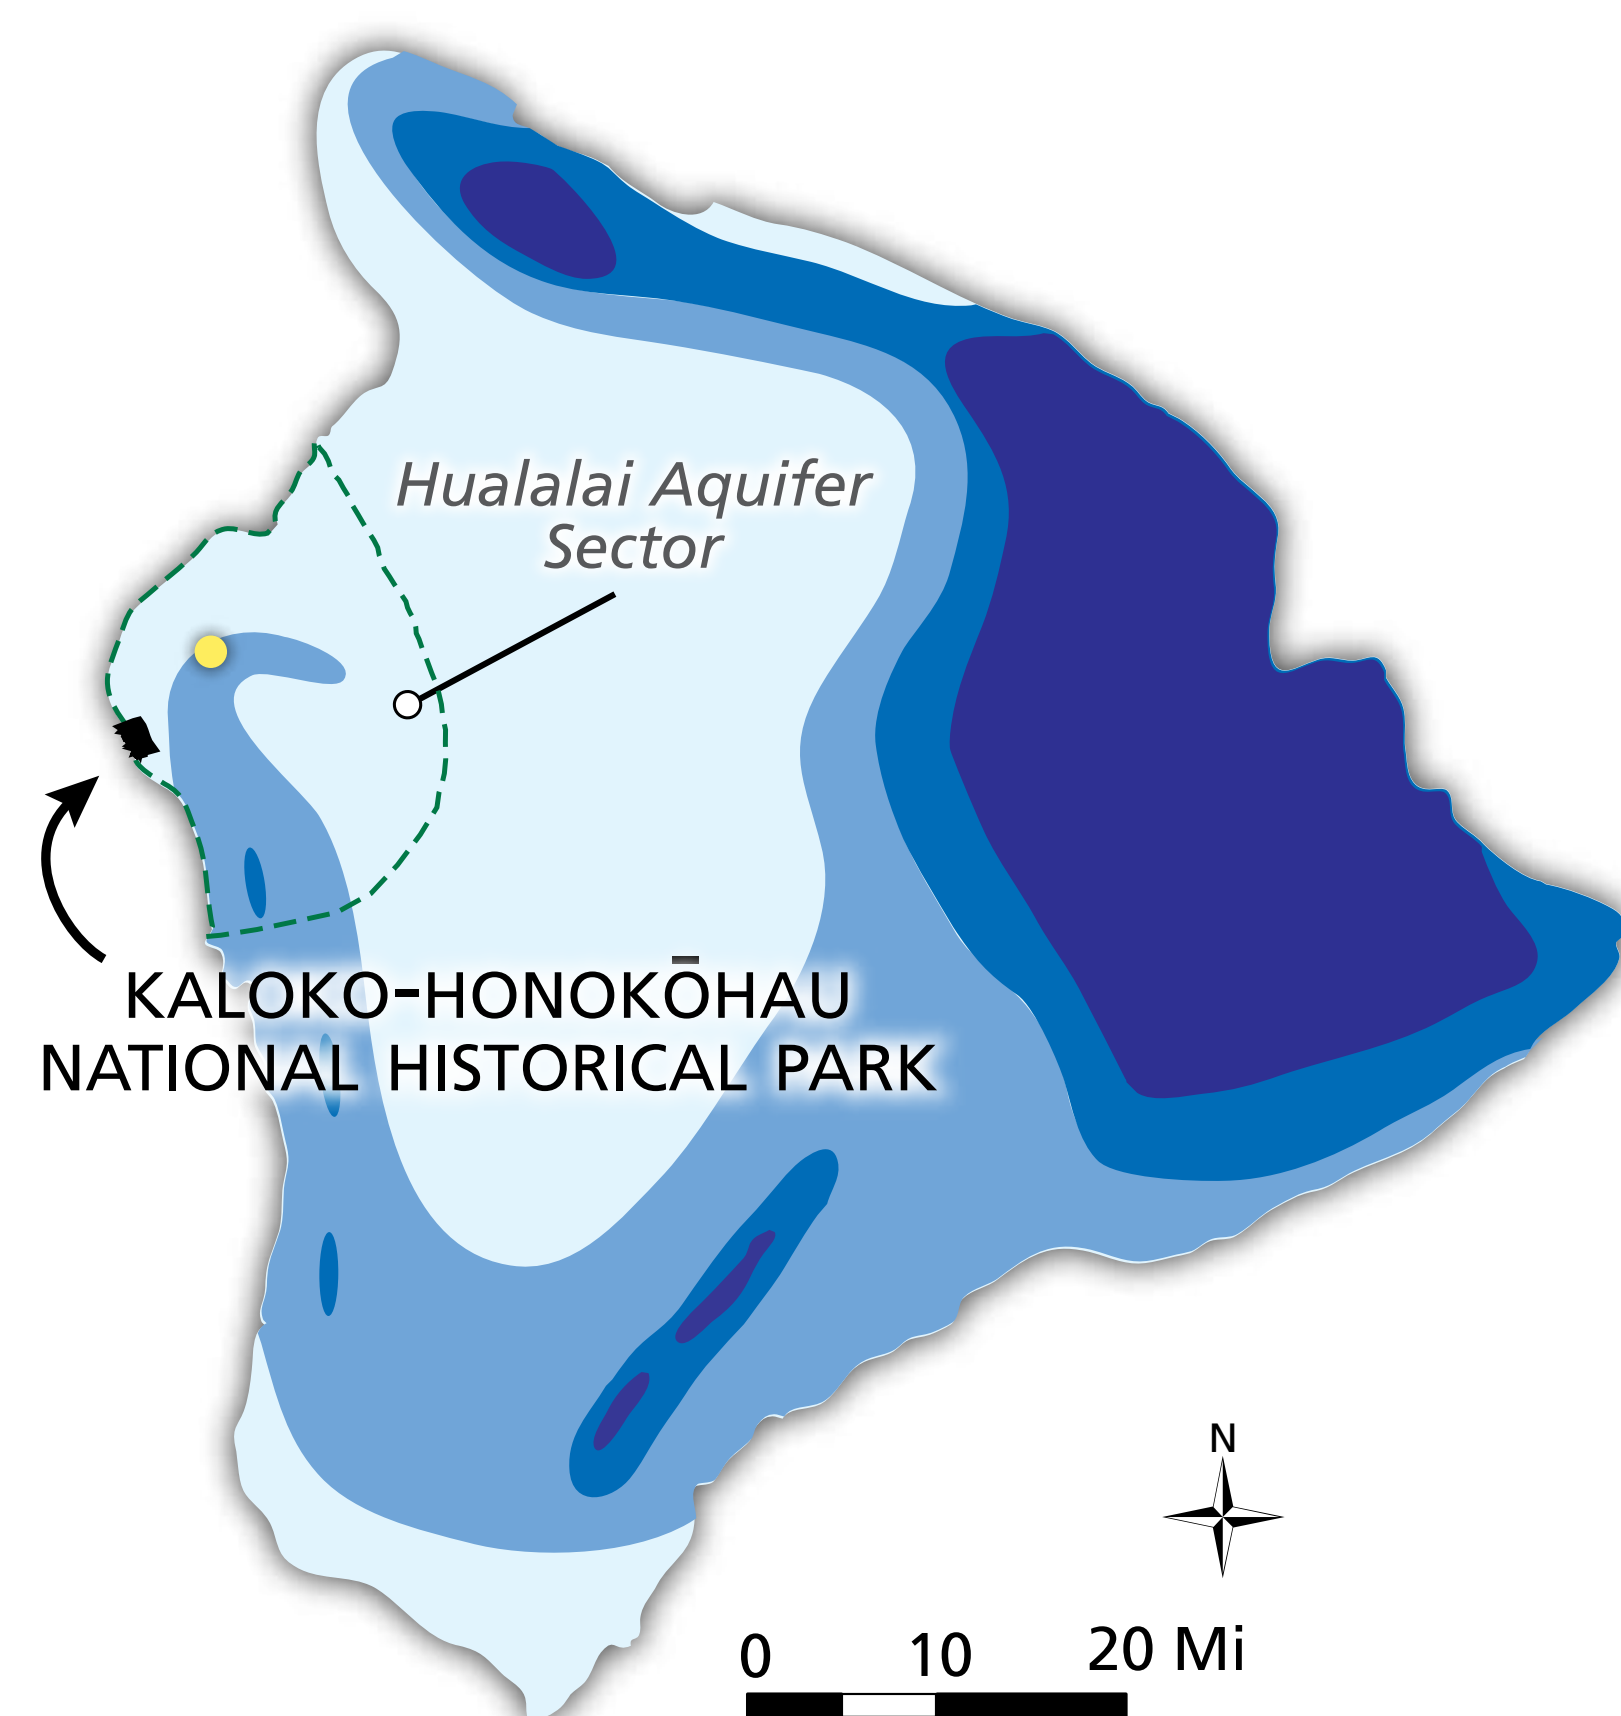 Hualalai Aquifer
Sector
KALOKO-HONOKŌHAU
NATIONAL HISTORICAL PARK
N
0 10 20 Mi